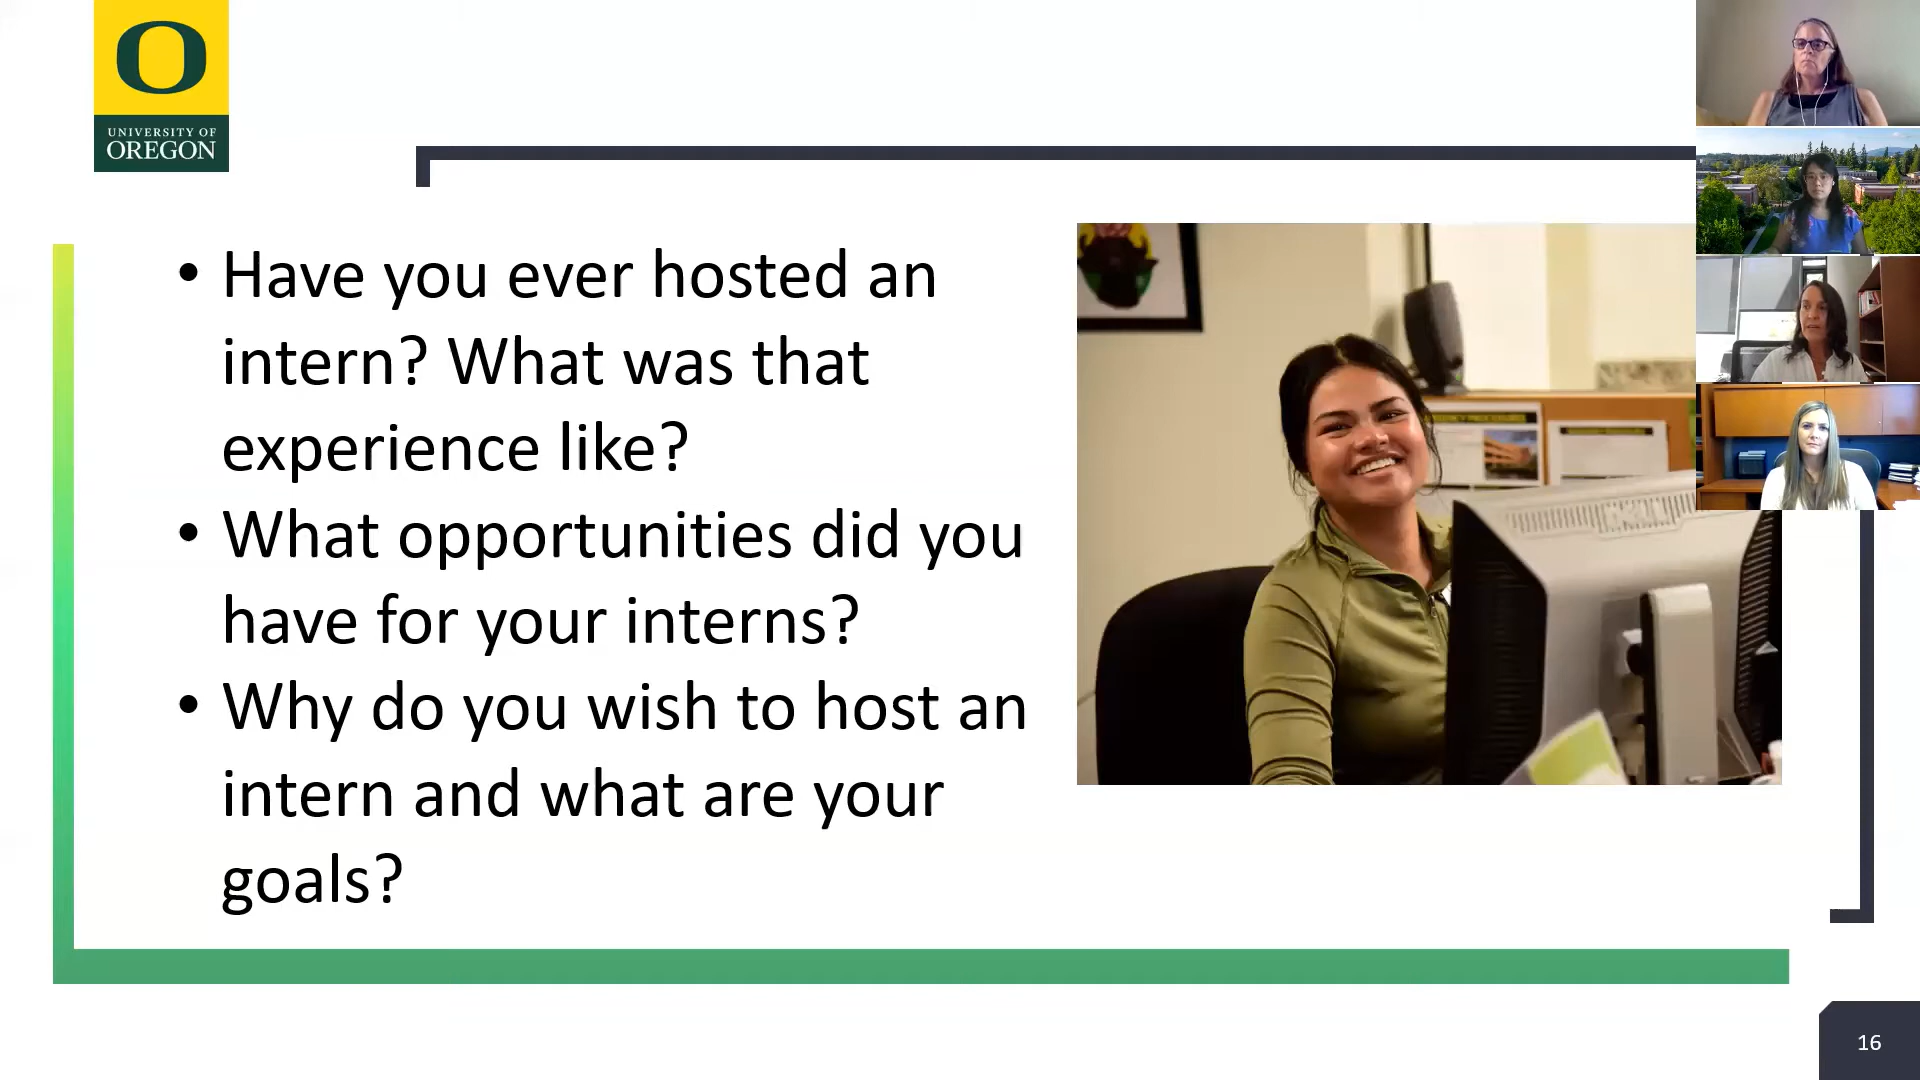 O
UNIVERSITY OF
OREGON
• Have you ever hosted an
intern? What was that
experience like?
• What opportunities did you
have for your interns?
• Why do you wish to host an
intern and what are your
goals?
16